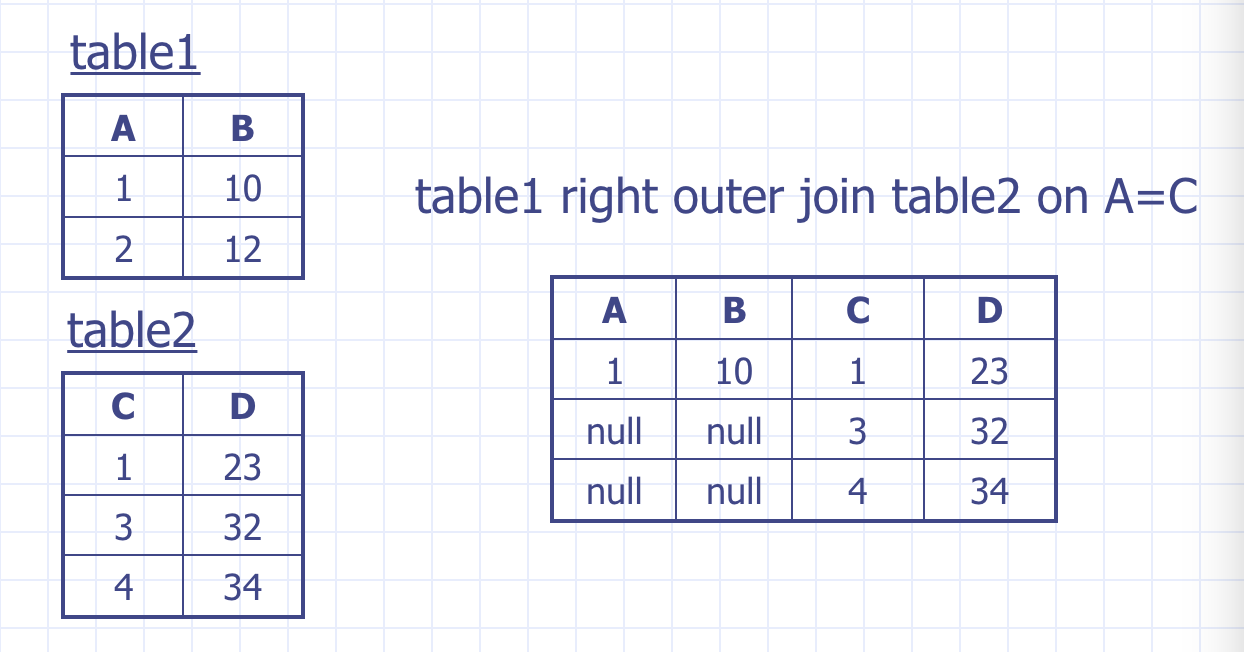 table1
A B
1 10
2 12
table1 right outer join table2 on A=C
table2
C D
1 23
3 32
4 34
A B C D
1 10 1 23
null null 3 32
null null 4 34